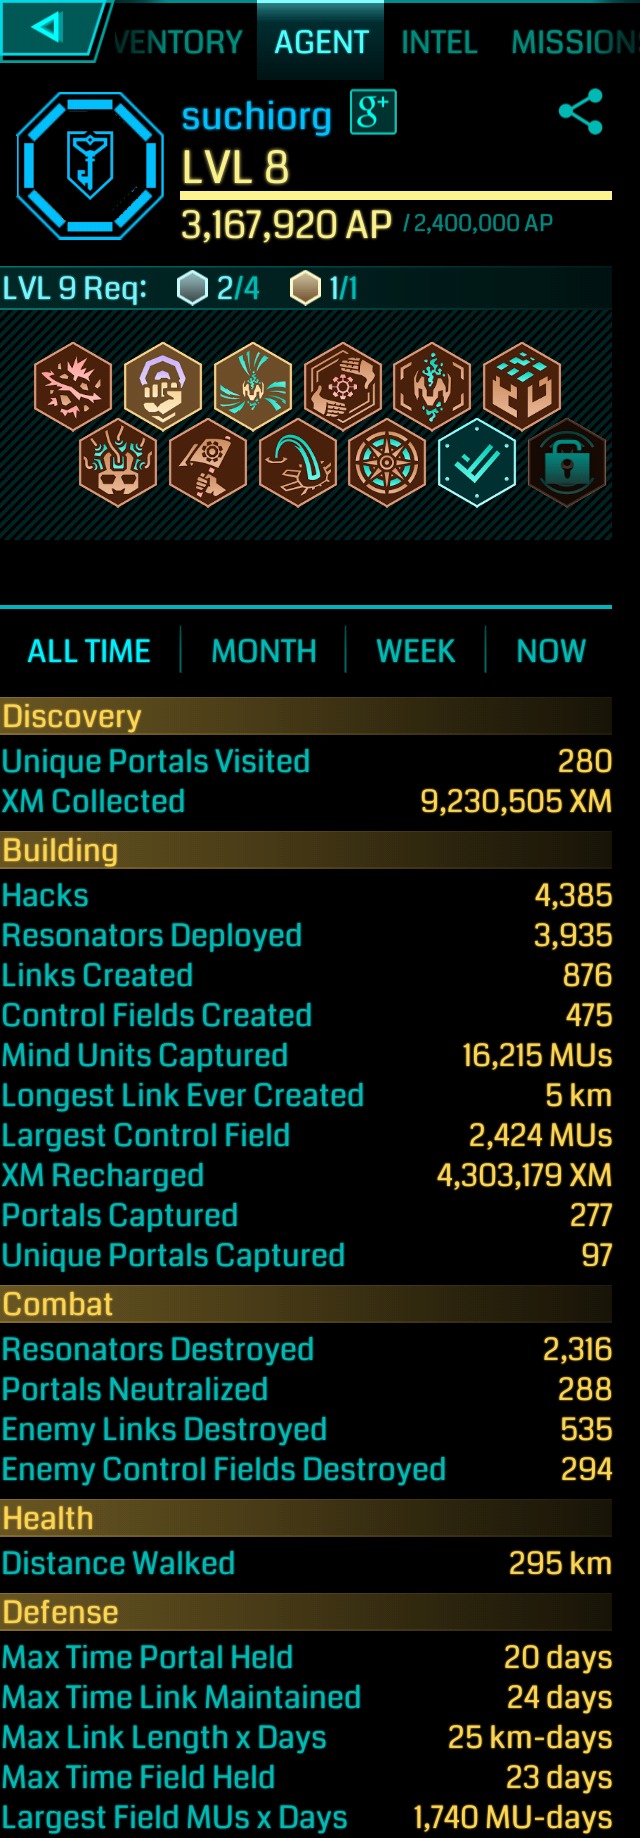 VENTORY AGENT INTEL MISSIONS
suchiorg g+
LVL 8
3,167,920 AP / 2,400,000 AP
LVL 9 Req: 2/4 1/1
ALL TIME MONTH WEEK NOW
Discovery
Unique Portals Visited 280
XM Collected 9,230,505 XM
Building
Hacks 4,385
Resonators Deployed 3,935
Links Created 876
Control Fields Created 475
Mind Units Captured 16,215 MUs
Longest Link Ever Created 5 km
Largest Control Field 2,424 MUs
XM Recharged 4,303,179 XM
Portals Captured 277
Unique Portals Captured 97
Combat
Resonators Destroyed 2,316
Portals Neutralized 288
Enemy Links Destroyed 535
Enemy Control Fields Destroyed 294
Health
Distance Walked 295 km
Defense
Max Time Portal Held 20 days
Max Time Link Maintained 24 days
Max Link Length x Days 25 km-days
Max Time Field Held 23 days
Largest Field MUs x Days 1,740 MU-days